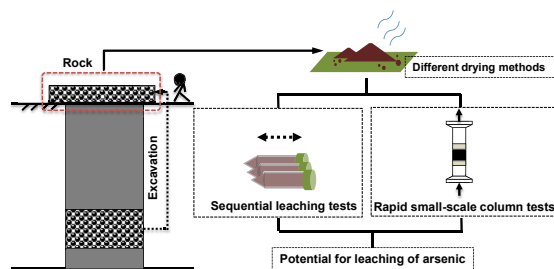 Rock
Different drying methods
Excavation
Sequential leaching tests
Rapid small-scale column tests
Potential for leaching of arsenic